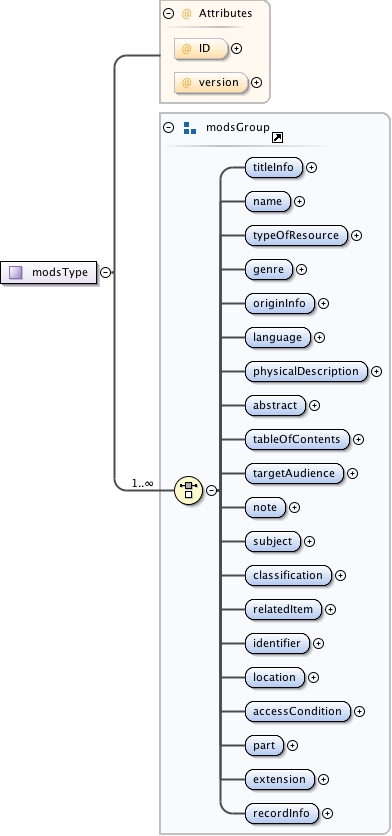 Attributes
@ ID
@ version
modsGroup
titleInfo
name
typeOfResource
genre
originInfo
language
modsType
physicalDescription
abstract
tableOfContents
targetAudience
1..∞
note
subject
classification
relatedItem
identifier
location
accessCondition
part
extension
recordInfo